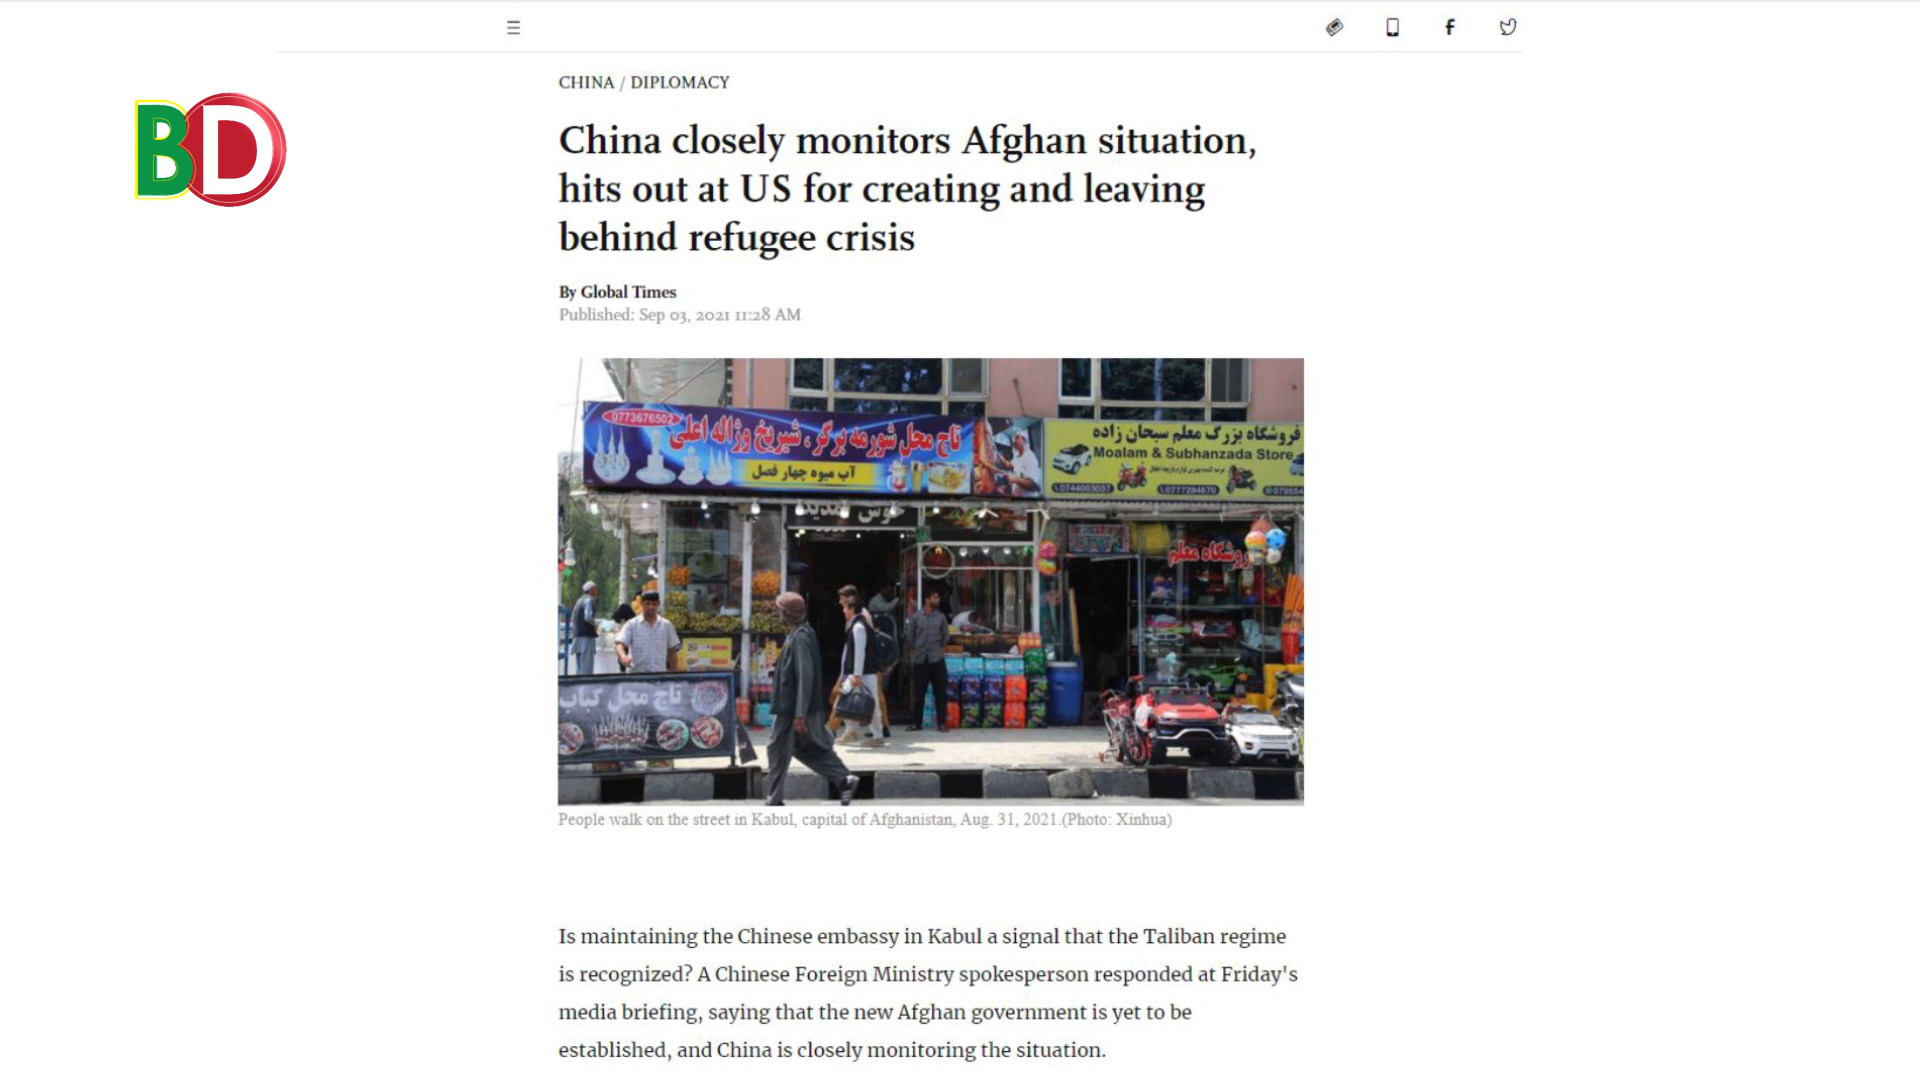 CHINA / DIPLOMACY
BD
China closely monitors Afghan situation,
hits out at US for creating and leaving
behind refugee crisis
By Global Times
Published: Sep 03, 2021 11:28 AM
0773676502
تاج محل شورمه برگر ، شیریخ وژاله اعلی
آب میوه چهار فصل
فروشگاه بزرگ معلم سبحان زاده
Moalam & Subhanzada Store
0744003037
0777284670
خوش آمدید
فروشگاه معلم
تاج محل کباب
People walk on the street in Kabul, capital of Afghanistan, Aug. 31, 2021.(Photo: Xinhua)
Is maintaining the Chinese embassy in Kabul a signal that the Taliban regime
is recognized? A Chinese Foreign Ministry spokesperson responded at Friday's
media briefing, saying that the new Afghan government is yet to be
established, and China is closely monitoring the situation.